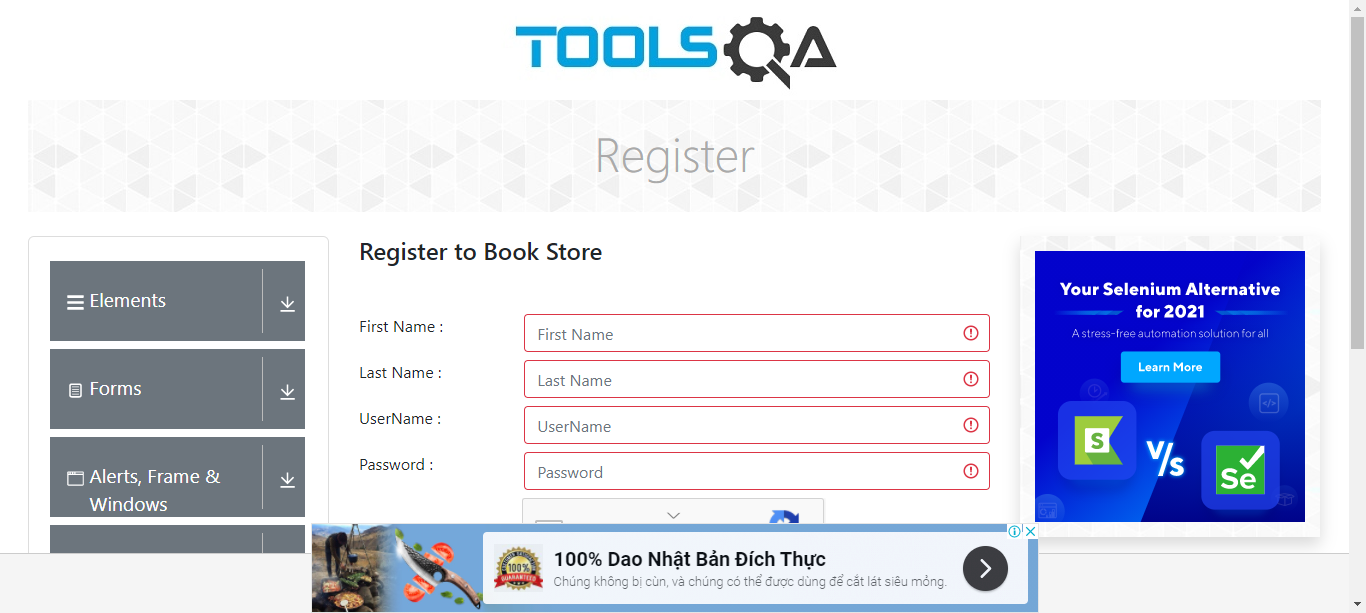 TOOLSQA
Register
Register to Book Store
Elements
Forms
Alerts, Frame &
Windows
First Name :
First Name
Last Name :
Last Name
UserName :
UserName
Password :
Password
Your Selenium Alternative
for 2021
A stress-free automation solution for all
Learn More
S
V/s
Se
100%
GUARANTEED
100% Dao Nhật Bản Đích Thực
Chúng không bị cùn, và chúng có thể được dùng để cắt lát siêu mỏng.